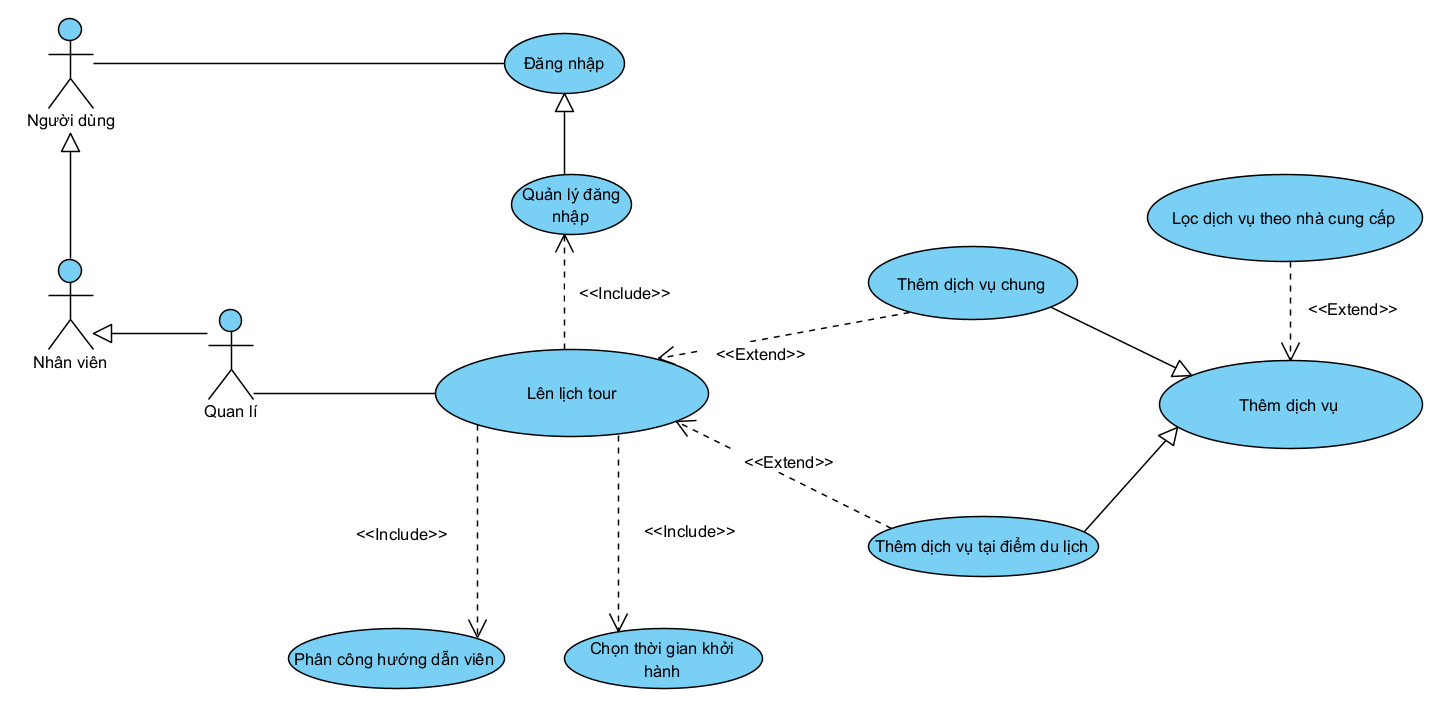 Đăng nhập
Người dùng
Quản lý đăng
nhập
Lọc dịch vụ theo nhà cung cấp
Thêm dịch vụ chung
<<Include>>
<<Extend>>
<<Extend>>
Nhân viên
Quan lí
Lên lịch tour
Thêm dịch vụ
<<Extend>>
<<Include>>
<<Include>>
Thêm dịch vụ tại điểm du lịch
Phân công hướng dẫn viên
Chọn thời gian khởi
hành